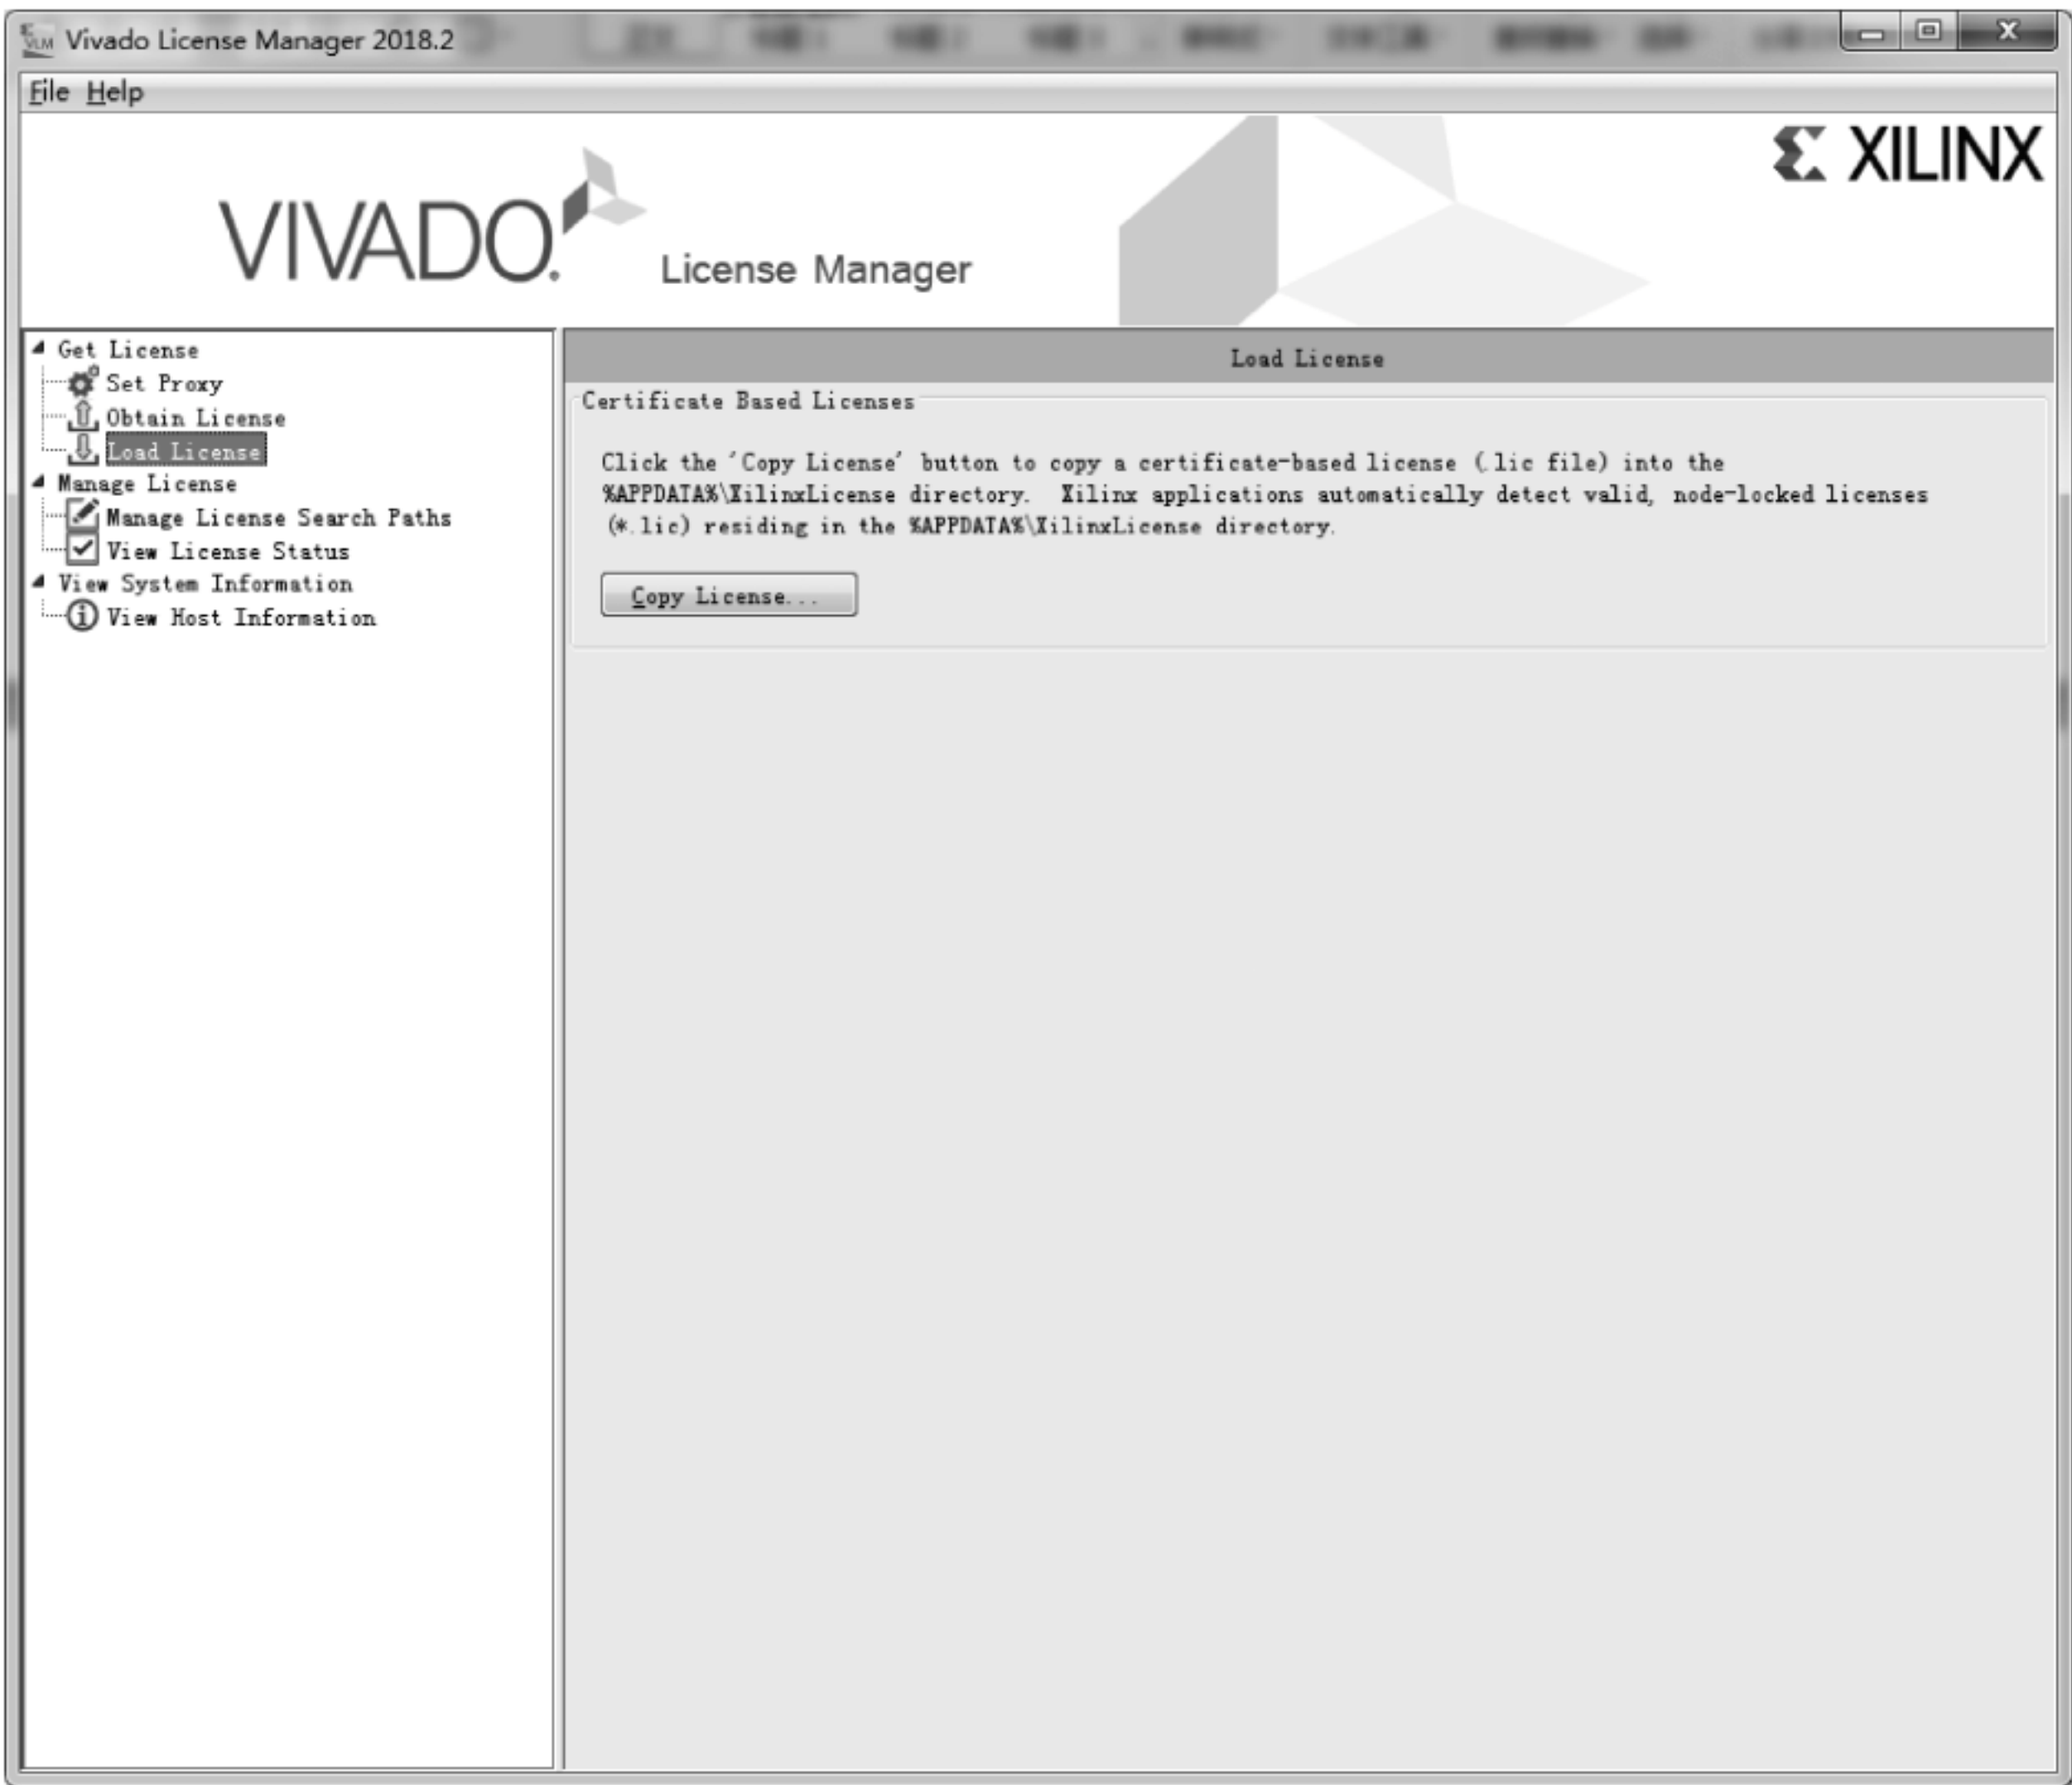 VLM Vivado License Manager 2018.2
File Help
XILINX
VIVADO.
License Manager
Get License
Set Proxy
Obtain License
Load License
Manage License
Manage License Search Paths
View License Status
View System Information
View Host Information
Load License
Certificate Based Licenses
Click the 'Copy License' button to copy a certificate-based license (.lic file) into the
%APPDATA%\XilinxLicense directory.  Xilinx applications automatically detect valid, node-locked licenses
(*.lic) residing in the %APPDATA%\XilinxLicense directory.
Copy License...